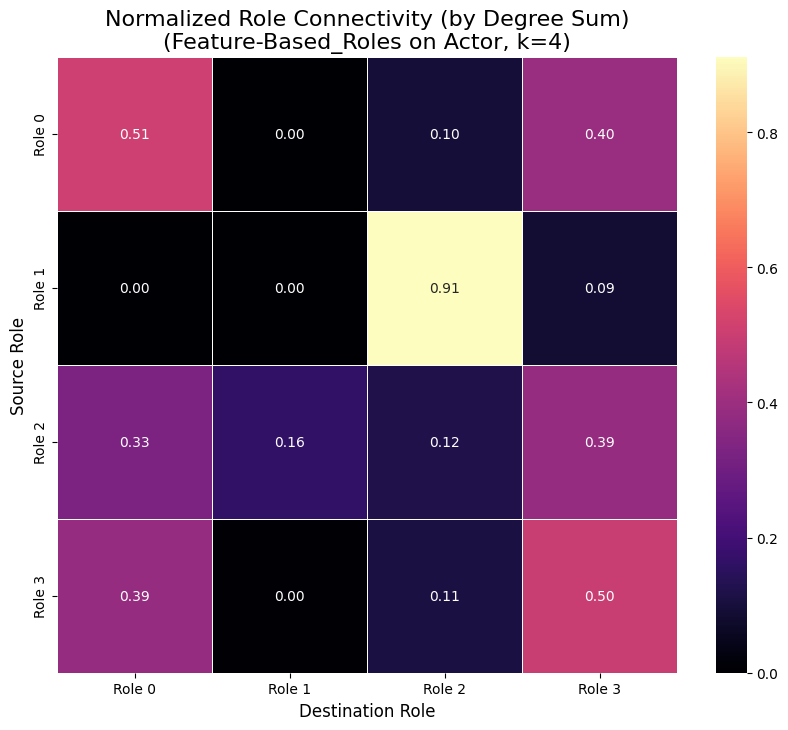 Normalized Role Connectivity (by Degree Sum)
(Feature-Based_Roles on Actor, k=4)
Source Role
Role 0
0.51 0.00 0.10 0.40
Role 1
0.00 0.00 0.91 0.09
Role 2
0.33 0.16 0.12 0.39
Role 3
0.39 0.00 0.11 0.50
Role 0 Role 1 Role 2 Role 3
Destination Role
0.8
0.6
0.4
0.2
0.0